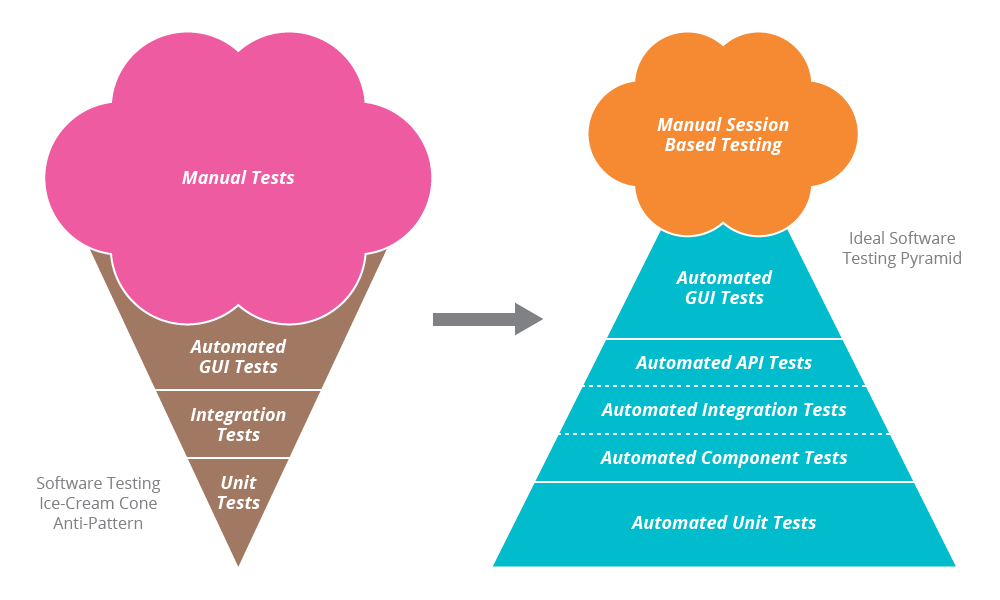 Manual Tests
Automated
GUI Tests
Integration
Tests
Unit
Tests
Software Testing
Ice-Cream Cone
Anti-Pattern
Manual Session
Based Testing
Ideal Software
Testing Pyramid
Automated
GUI Tests
Automated API Tests
Automated Integration Tests
Automated Component Tests
Automated Unit Tests